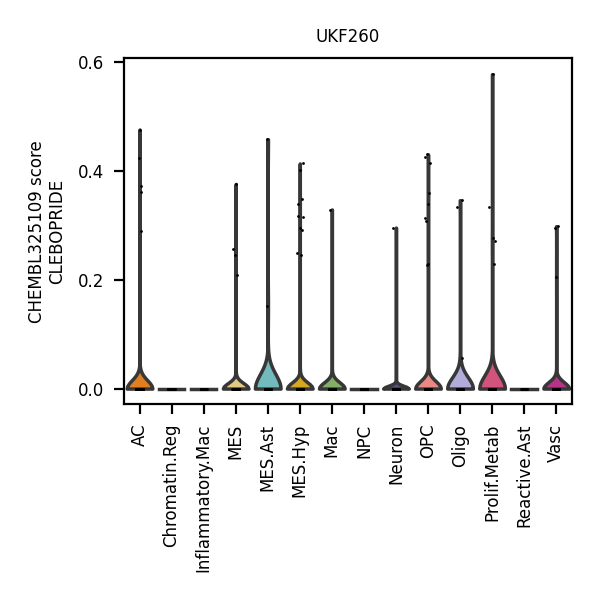 UKF260
CHEMBL325109 score
CLEBOPRIDE
0.6
0.4
0.2
0.0
AC
Chromatin.Reg
Inflammatory.Mac
MES
MES.Ast
MES.Hyp
Mac
NPC
Neuron
OPC
Oligo
Prolif.Metab
Reactive.Ast
Vasc